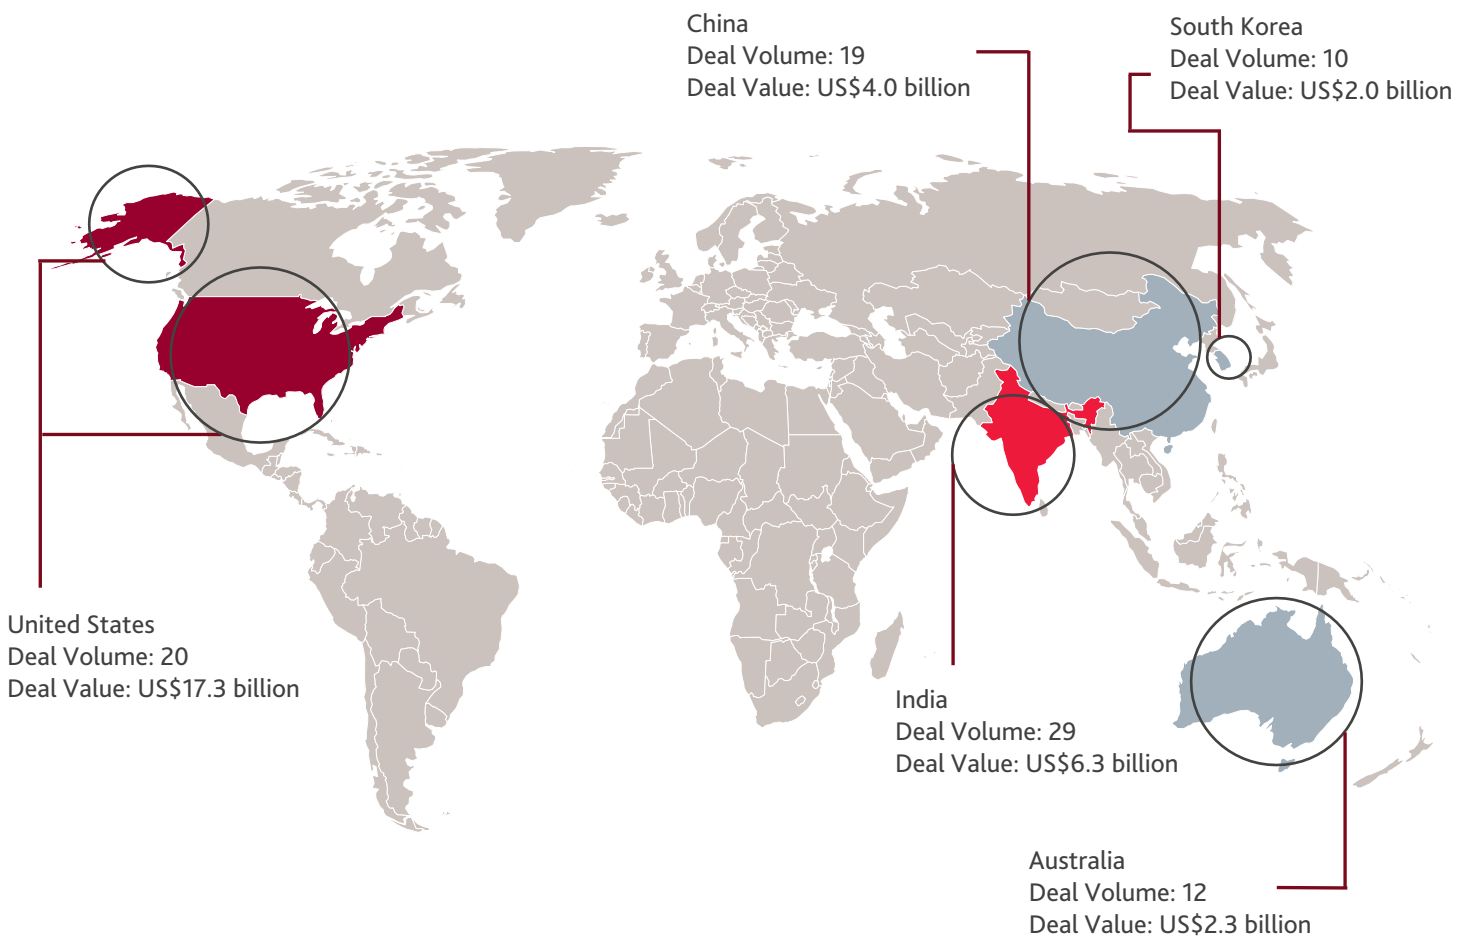 China
Deal Volume: 19
Deal Value: US$4.0 billion
South Korea
Deal Volume: 10
Deal Value: US$2.0 billion
United States
Deal Volume: 20
Deal Value: US$17.3 billion
India
Deal Volume: 29
Deal Value: US$6.3 billion
Australia
Deal Volume: 12
Deal Value: US$2.3 billion